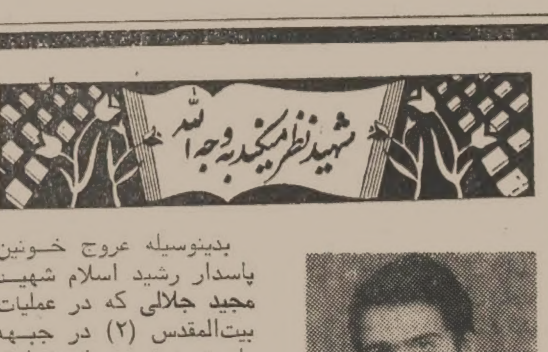 شهید نظر میکند به وجه الله
بدینوسیله عروج خونین
پاسدار رشید اسلام شهید
مجید جلالی که در عملیات
بیت‌المقدس (۲) در جبهه